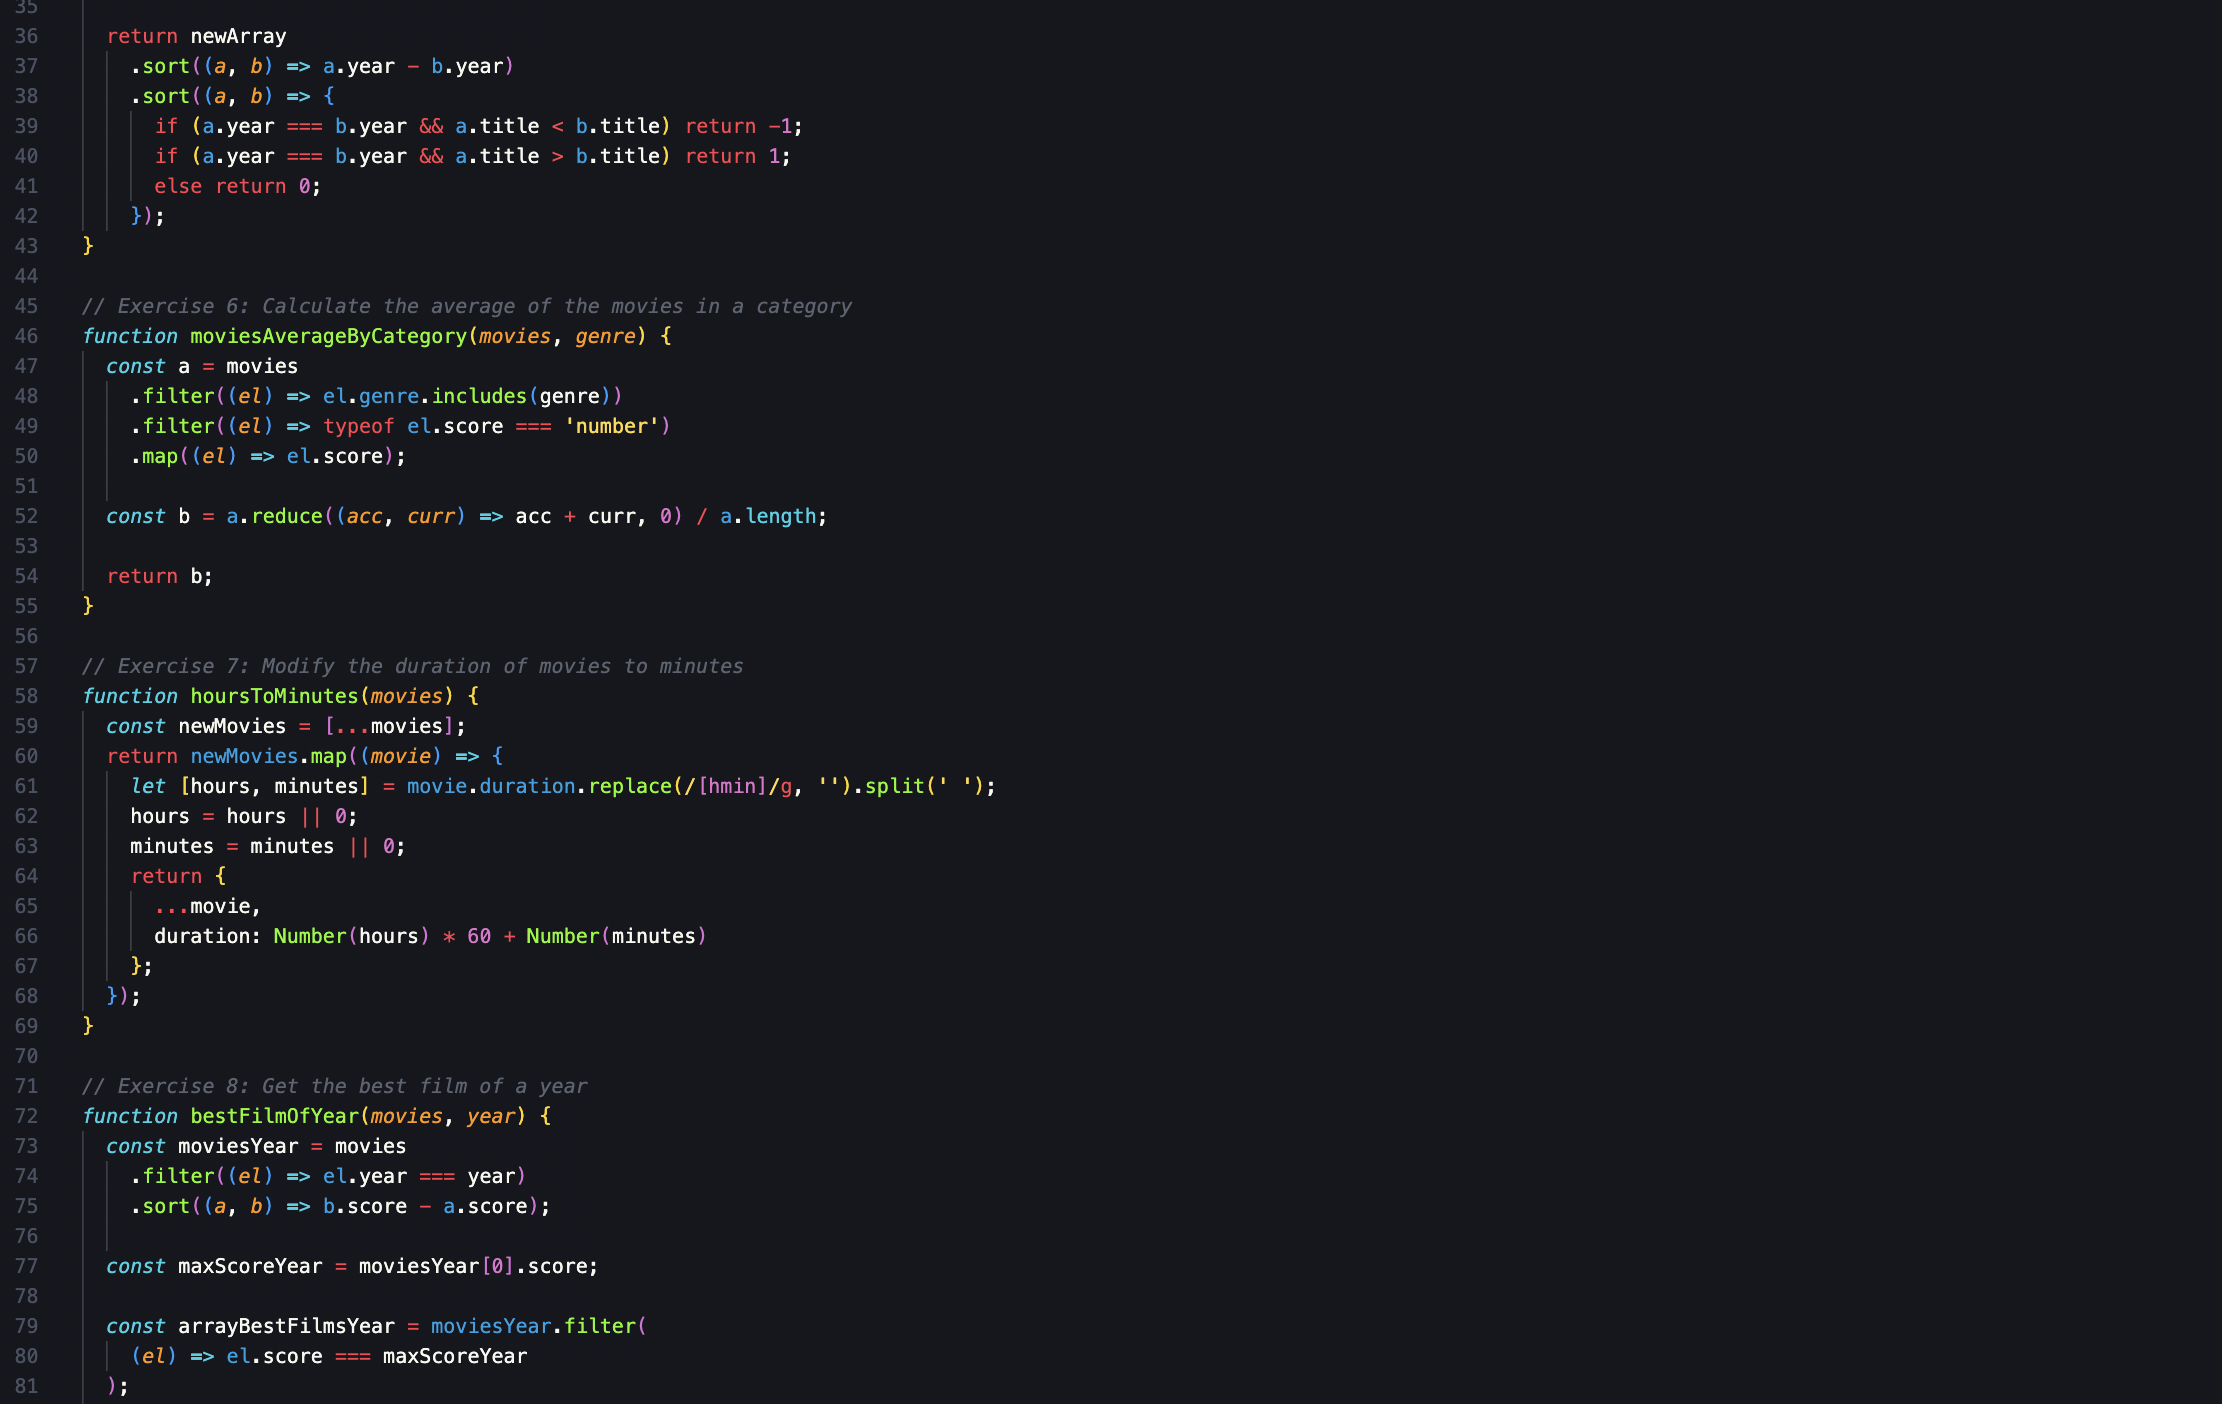 35
36 return newArray
37 .sort((a, b) => a.year - b.year)
38 .sort((a, b) => {
39 if (a.year === b.year && a.title < b.title) return -1;
40 if (a.year === b.year && a.title > b.title) return 1;
41 else return 0;
42 });
43 }
44
45 // Exercise 6: Calculate the average of the movies in a category
46 function moviesAverageByCategory(movies, genre) {
47 const a = movies
48 .filter((el) => el.genre.includes(genre))
49 .filter((el) => typeof el.score === 'number')
50 .map((el) => el.score);
51
52 const b = a.reduce((acc, curr) => acc + curr, 0) / a.length;
53
54 return b;
55 }
56
57 // Exercise 7: Modify the duration of movies to minutes
58 function hoursToMinutes(movies) {
59 const newMovies = [...movies];
60 return newMovies.map((movie) => {
61 let [hours, minutes] = movie.duration.replace(/[hmin]/g, '').split(' ');
62 hours = hours || 0;
63 minutes = minutes || 0;
64 return {
65 ...movie,
66 duration: Number(hours) * 60 + Number(minutes)
67 };
68 });
69 }
70
71 // Exercise 8: Get the best film of a year
72 function bestFilmOfYear(movies, year) {
73 const moviesYear = movies
74 .filter((el) => el.year === year)
75 .sort((a, b) => b.score - a.score);
76
77 const maxScoreYear = moviesYear[0].score;
78
79 const arrayBestFilmsYear = moviesYear.filter(
80 (el) => el.score === maxScoreYear
81 );